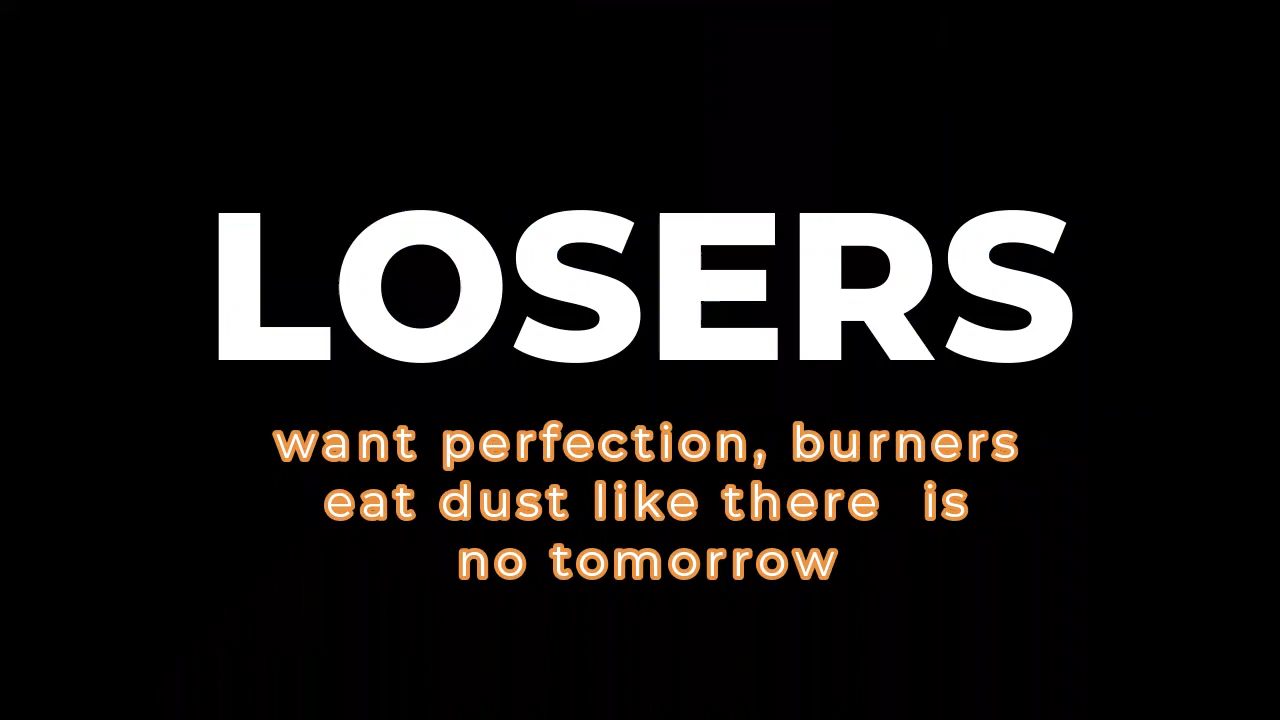 LOSERS
want perfection, burners
eat dust like there  is
no tomorrow